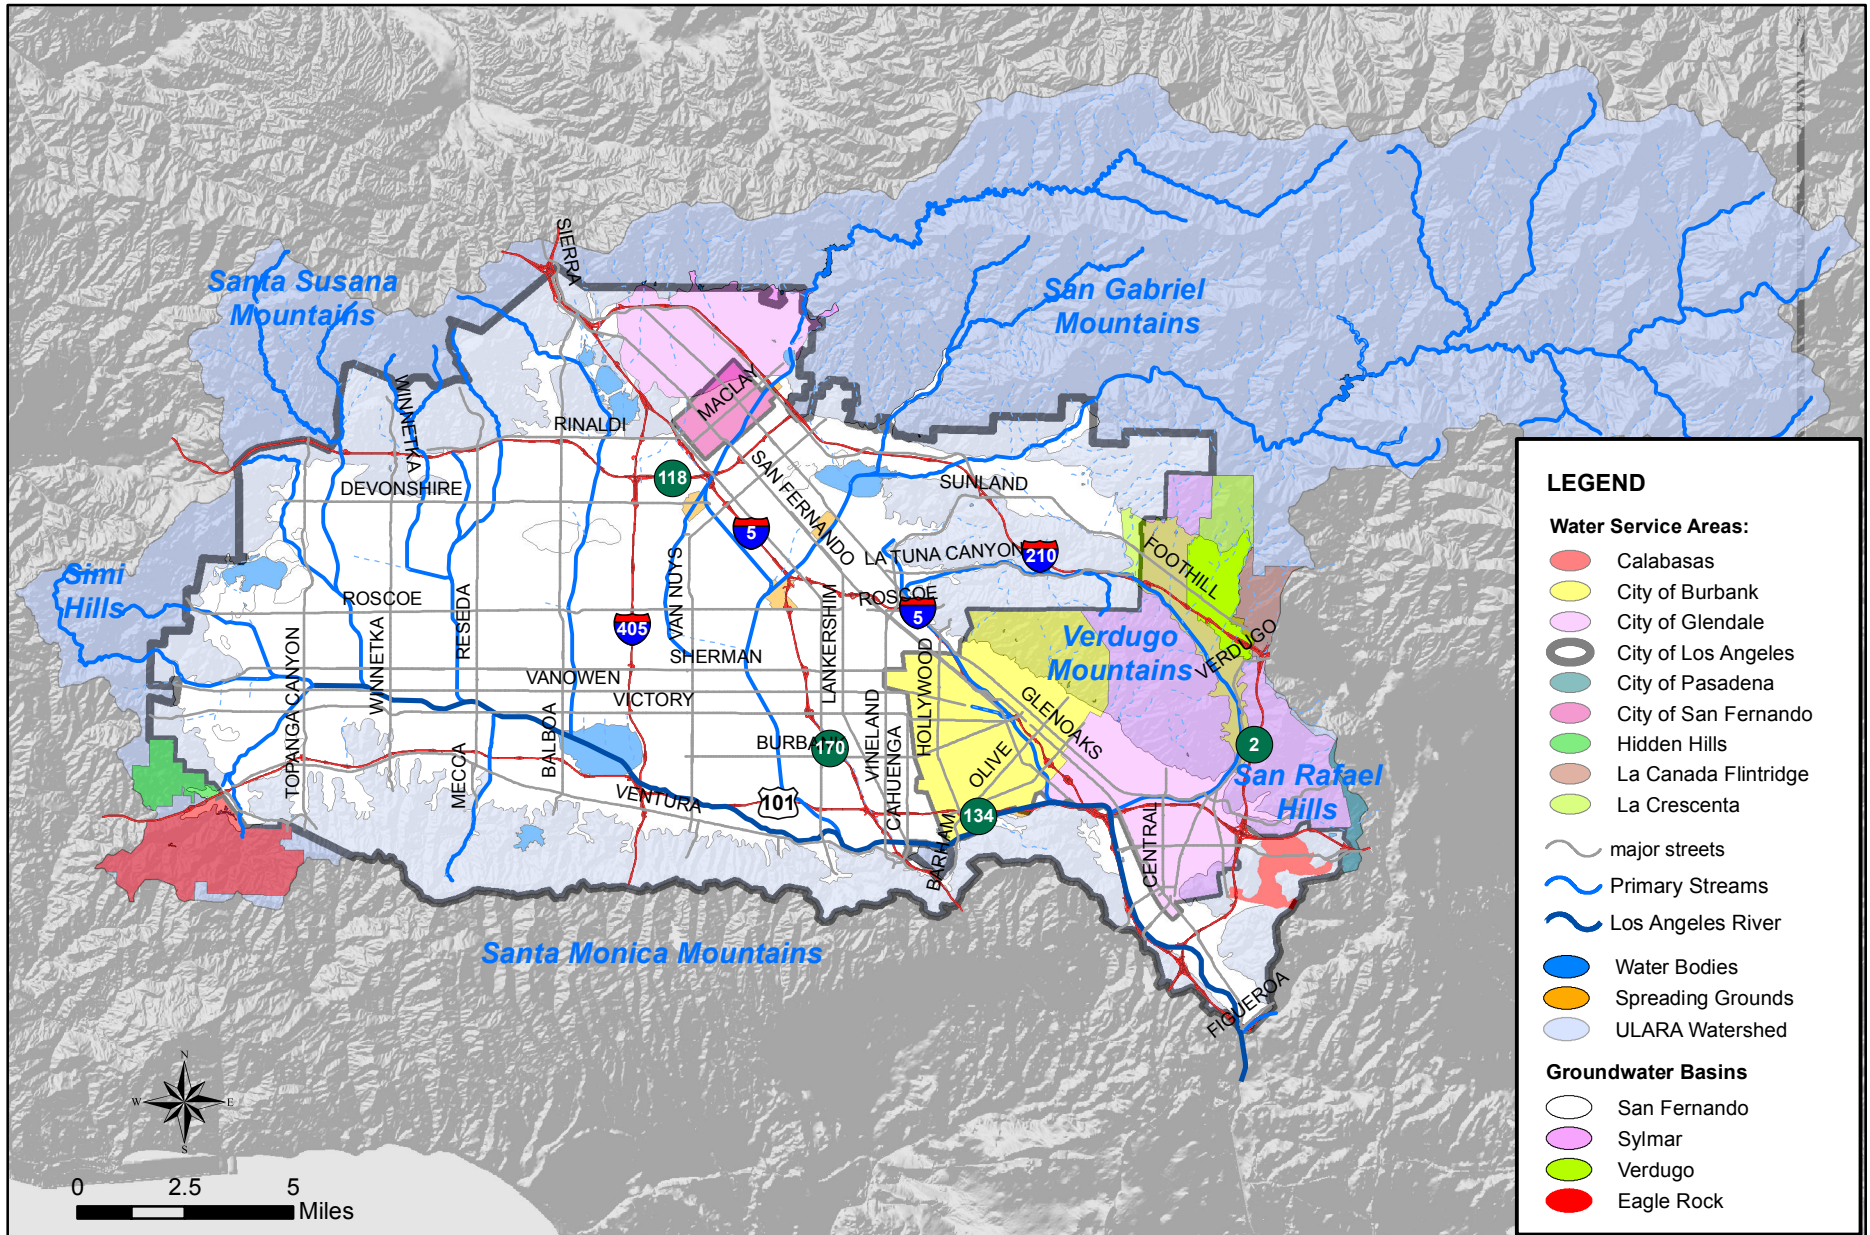 SIERRA
Santa Susana
Mountains
San Gabriel
Mountains
MACLAY
WINNETKA
RINALDI
118
SAN FERNANDO
DEVONSHIRE
SUNLAND
5
LA TUNA CANYON
210
FOOTHILL
Simi
Hills
ROSCOE
RESEDA
VAN NUYS
LANKERSHIM
ROSCOE
5
405
WINNETKA
TOPANGA CANYON
SHERMAN
HOLLYWOOD
Verdugo
Mountains
VERDUGO
VANOWEN
VICTORY
VINELAND
GLENOAKS
BALBOA
MECCA
BURBANK
170
CAHUENGA
OLIVE
2
San Rafael
Hills
VENTURA
101
134
BARHAM
CENTRAL
Santa Monica Mountains
FIGUEROA
N
W
E
S
0
2.5
5
Miles
LEGEND
Water Service Areas:
Calabasas
City of Burbank
City of Glendale
City of Los Angeles
City of Pasadena
City of San Fernando
Hidden Hills
La Canada Flintridge
La Crescenta
major streets
Primary Streams
Los Angeles River
Water Bodies
Spreading Grounds
ULARA Watershed
Groundwater Basins
San Fernando
Sylmar
Verdugo
Eagle Rock